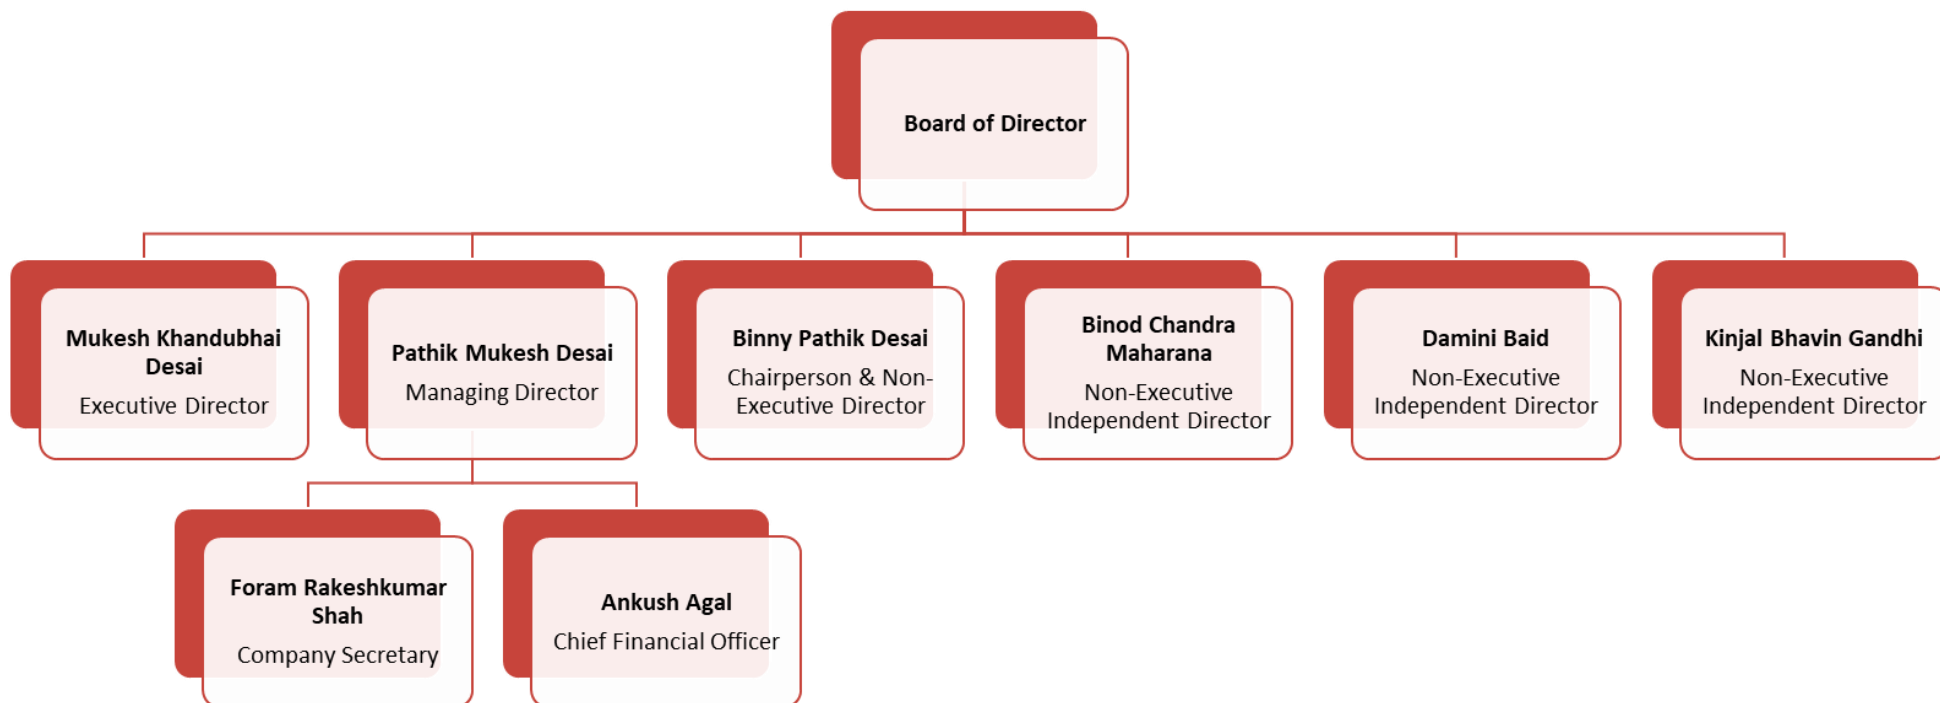 Board of Director
Mukesh Khandubhai
Desai
Executive Director
Pathik Mukesh Desai
Managing Director
Binny Pathik Desai
Chairperson & Non-
Executive Director
Binod Chandra
Maharana
Non-Executive
Independent Director
Damini Baid
Non-Executive
Independent Director
Kinjal Bhavin Gandhi
Non-Executive
Independent Director
Foram Rakeshkumar
Shah
Company Secretary
Ankush Agal
Chief Financial Officer